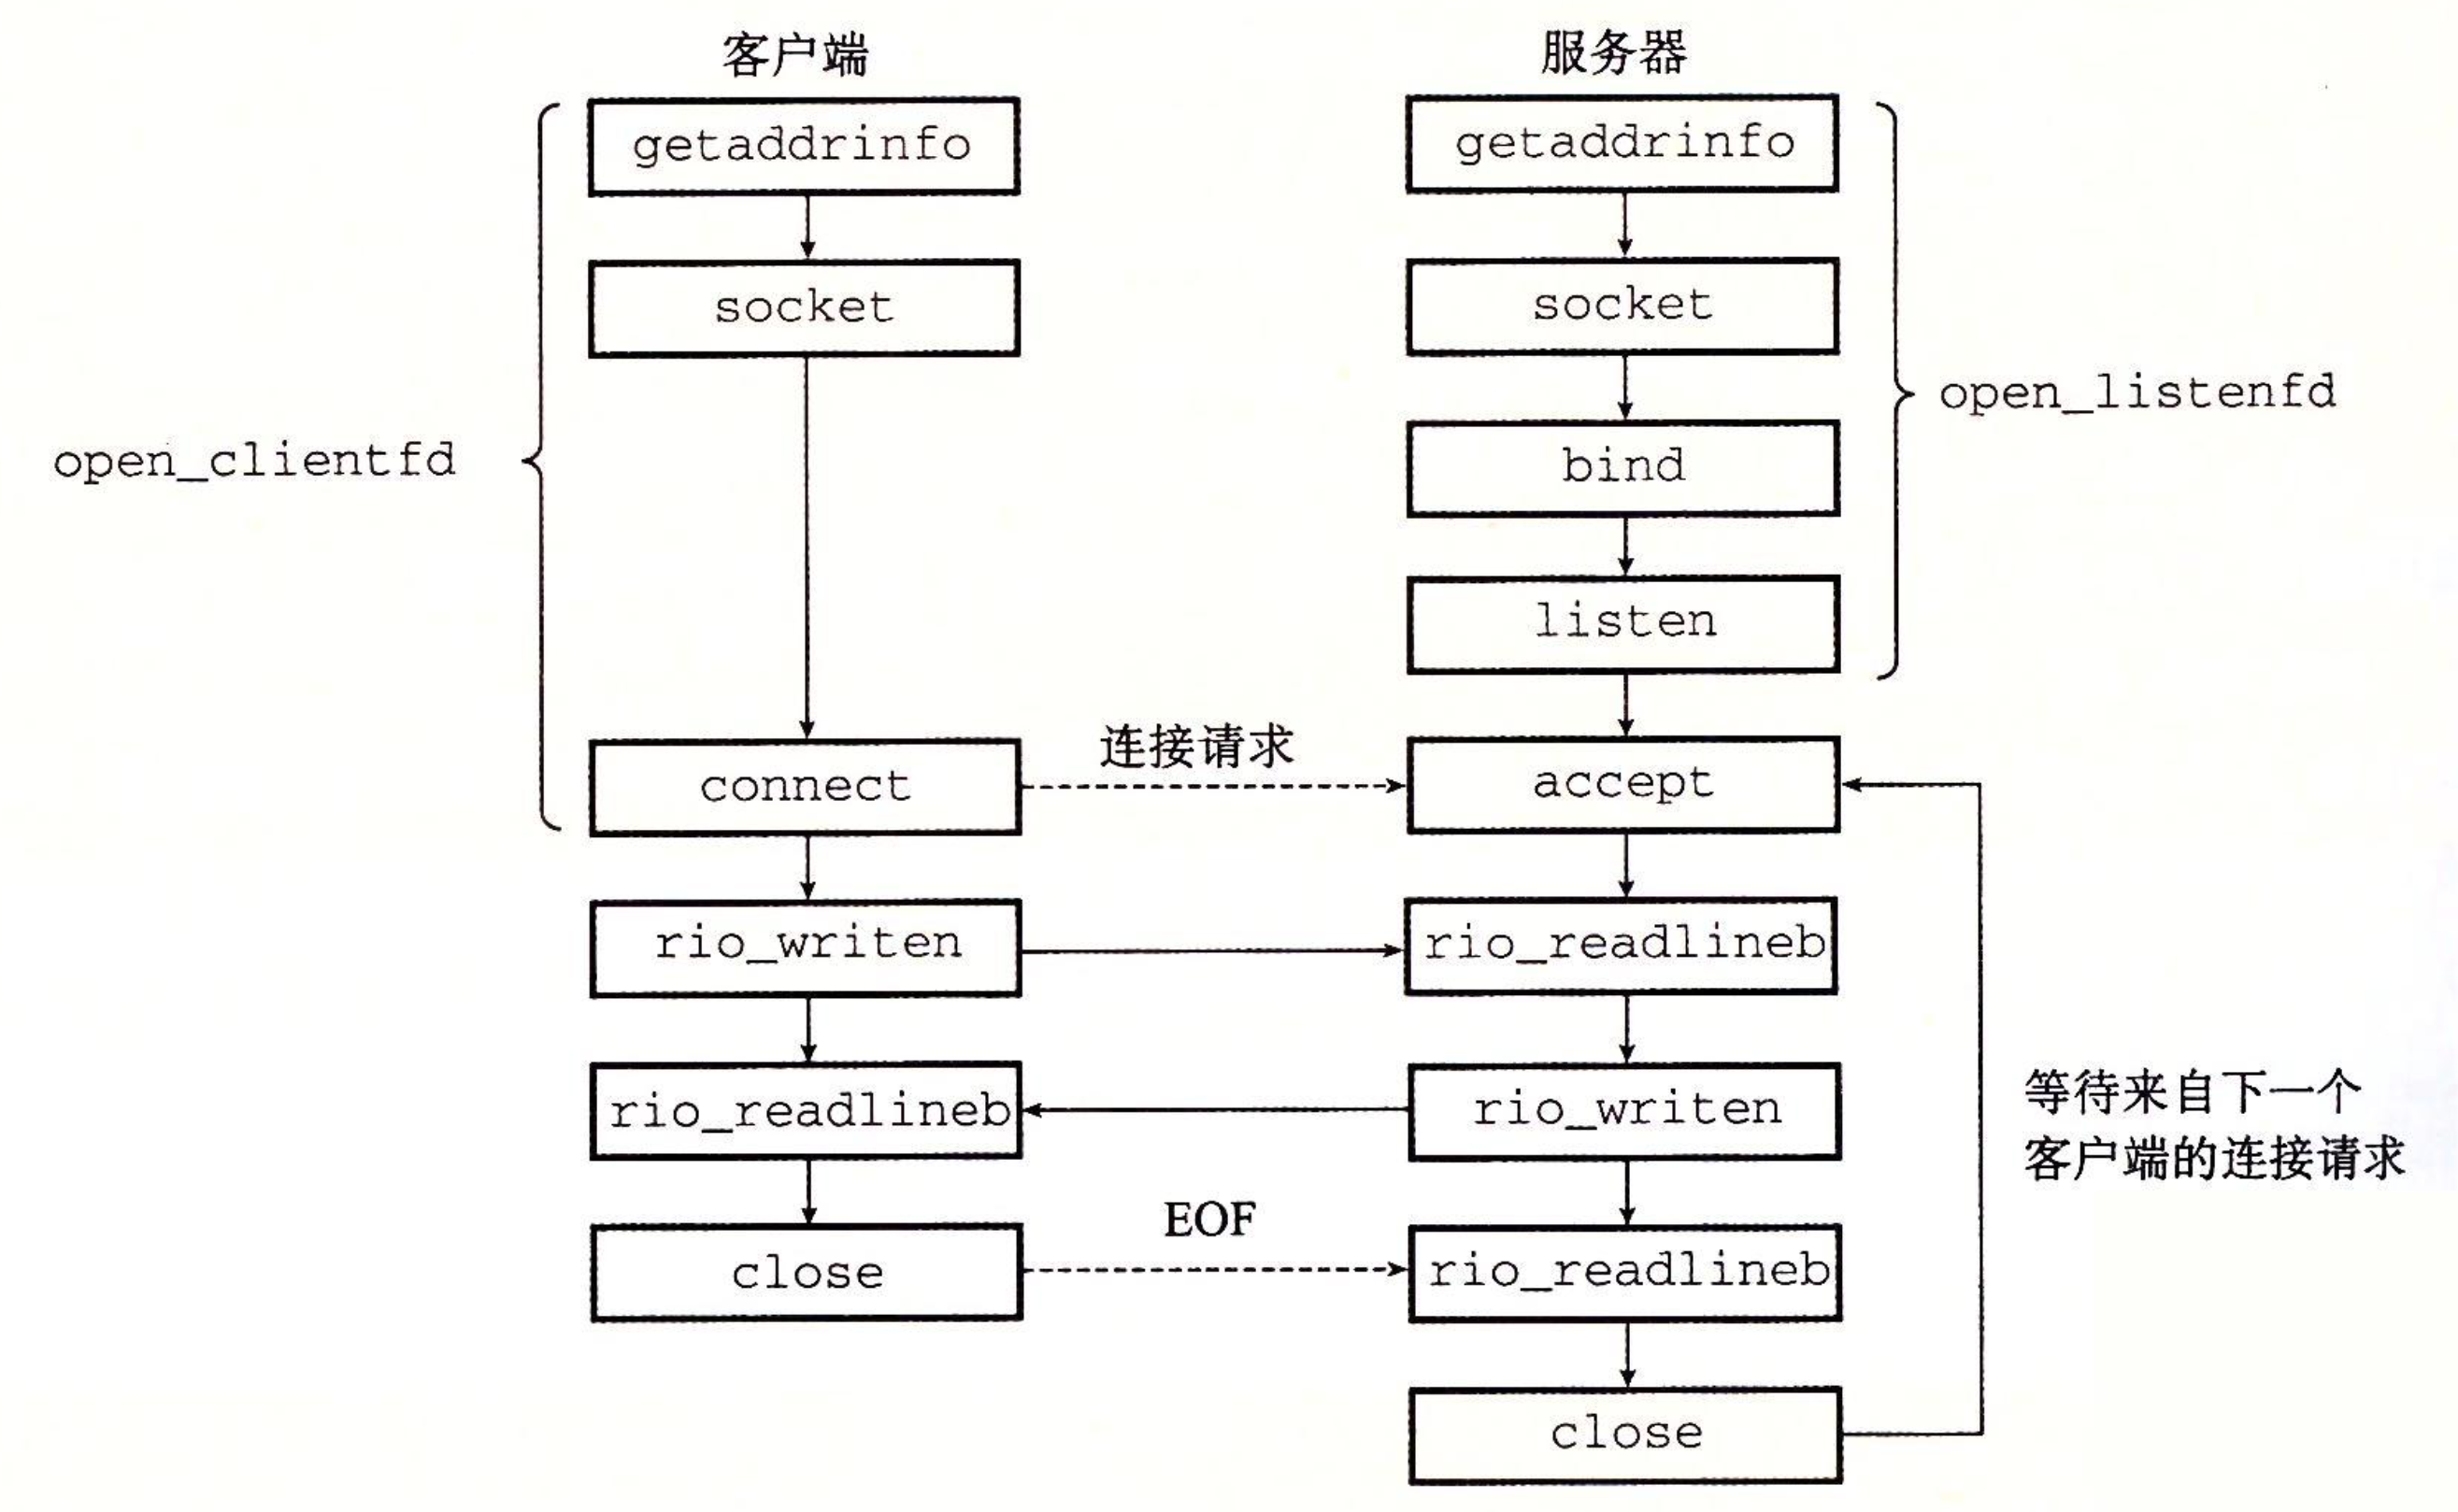 客户端
服务器
getaddrinfo
getaddrinfo
socket
socket
open_listenfd
open_clientfd
bind
listen
连接请求
connect
accept
rio_writen
rio_readlineb
rio_readlineb
rio_writen
等待来自下一个
客户端的连接请求
EOF
close
rio_readlineb
close